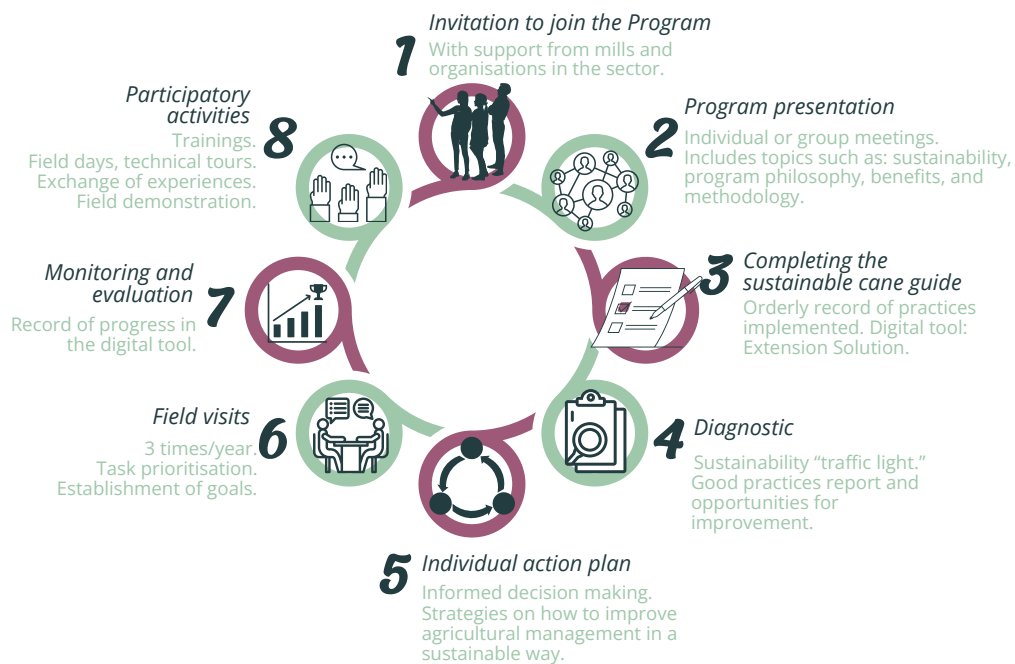 1
Invitation to join the Program
With support from mills and
organisations in the sector.
2
Program presentation
Individual or group meetings.
Includes topics such as: sustainability,
program philosophy, benefits, and
methodology.
3
Completing the
sustainable cane guide
Orderly record of practices
implemented. Digital tool:
Extension Solution.
4
Diagnostic
Sustainability “traffic light.”
Good practices report and
opportunities for
improvement.
5
Individual action plan
Informed decision making.
Strategies on how to improve
agricultural management in a
sustainable way.
6
Field visits
3 times/year.
Task prioritisation.
Establishment of goals.
7
Monitoring and
evaluation
Record of progress in
the digital tool.
8
Participatory
activities
Trainings.
Field days, technical tours.
Exchange of experiences.
Field demonstration.